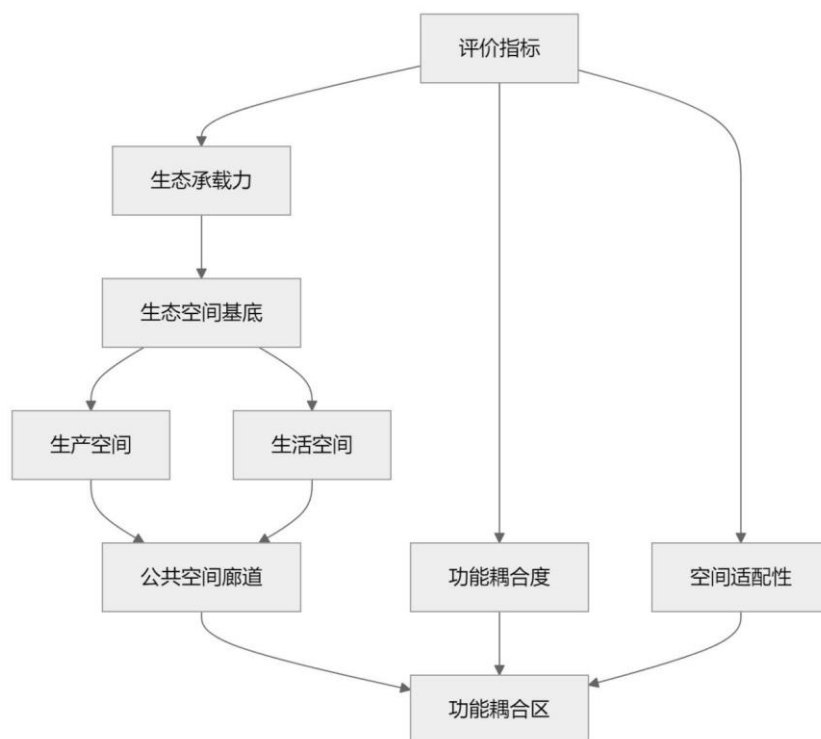 评价指标
生态承载力
生态空间基底
生产空间
生活空间
公共空间廊道
功能耦合度
空间适配性
功能耦合区